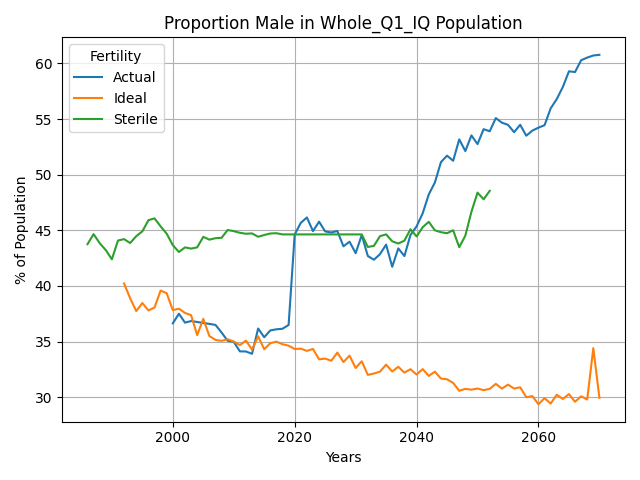 Proportion Male in Whole_Q1_IQ Population
Fertility
Actual
Ideal
Sterile
% of Population
60
55
50
45
40
35
30
2000
2020
2040
2060
Years